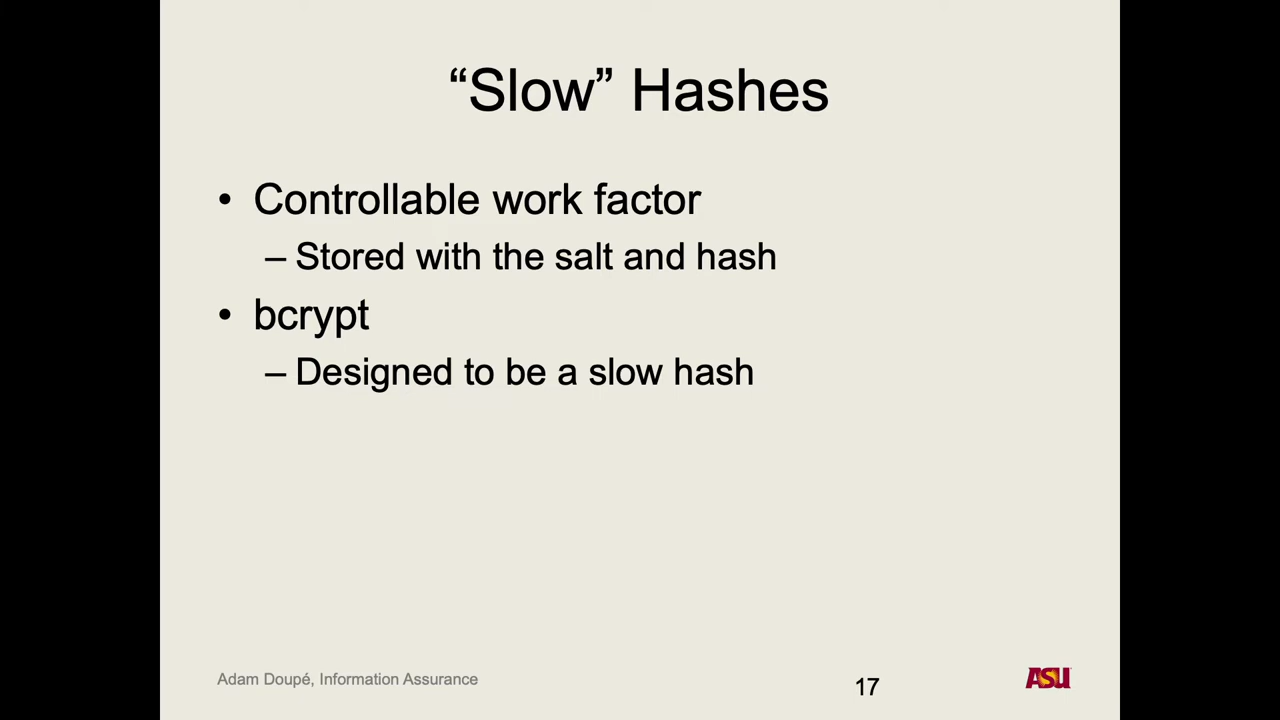 “Slow” Hashes
• Controllable work factor
– Stored with the salt and hash
• bcrypt
– Designed to be a slow hash
Adam Doupé, Information Assurance
17
ASU